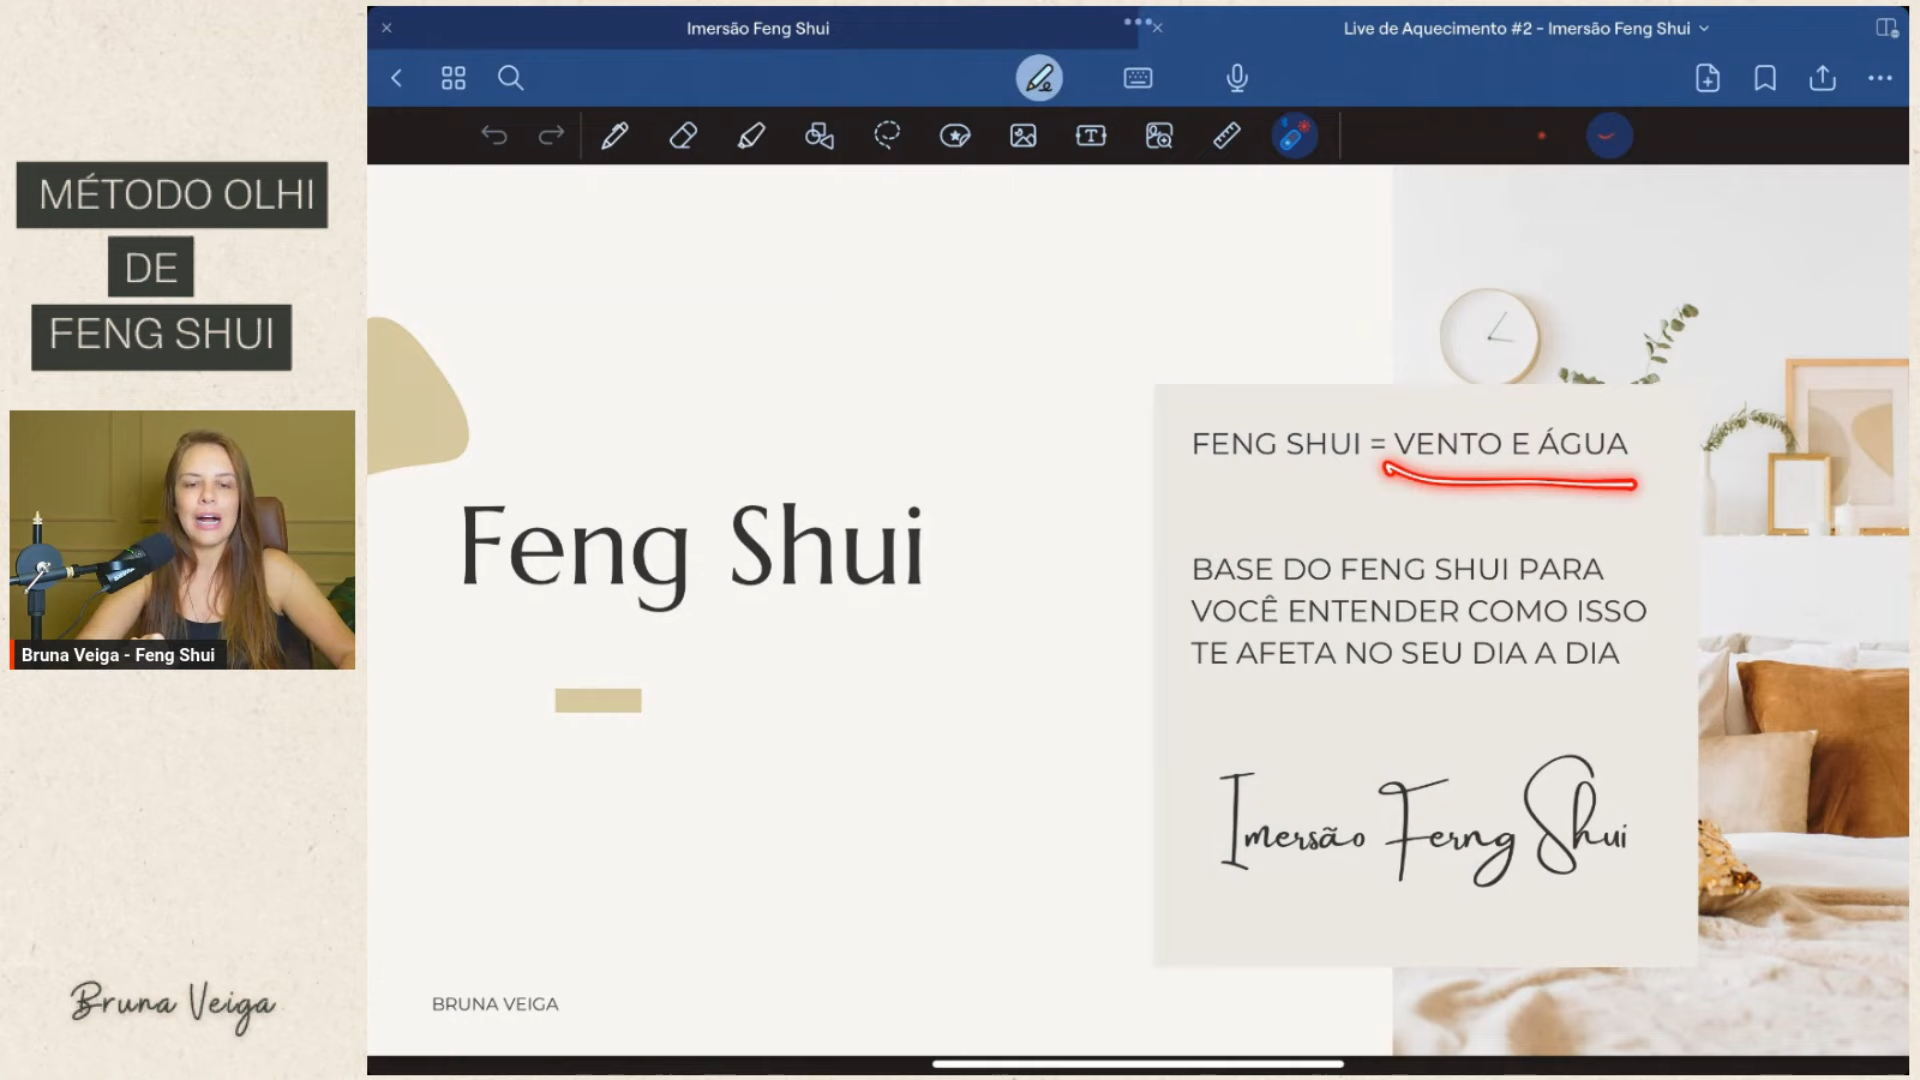 Imersão Feng Shui
Live de Aquecimento #2 - Imersão Feng Shui
MÉTODO OLHI
DE
FENG SHUI
Bruna Veiga - Feng Shui
Bruna Veiga
Feng Shui
BRUNA VEIGA
FENG SHUI = VENTO E ÁGUA
BASE DO FENG SHUI PARA
VOCÊ ENTENDER COMO ISSO
TE AFETA NO SEU DIA A DIA
Imersão Ferng Shui